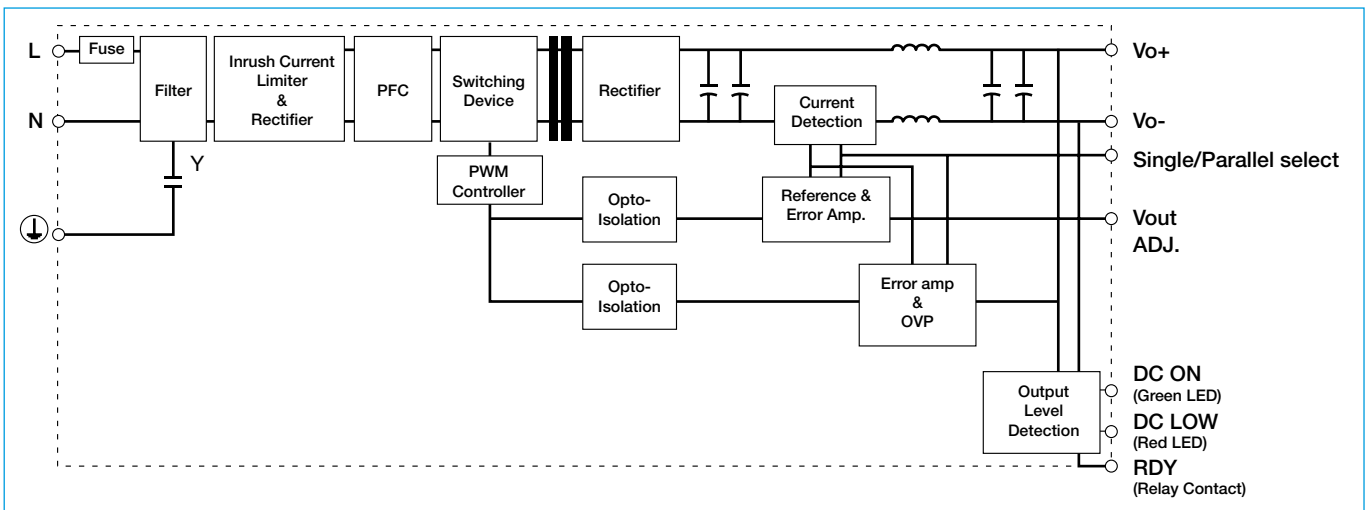 L
Fuse
Filter
Inrush Current
Limiter
&
Rectifier
PFC
Switching
Device
Rectifier
Current
Detection
Vo+
N
Vo-
Y
PWM
Controller
Opto-
Isolation
Reference &
Error Amp.
Single/Parallel select
Vout
ADJ.
Opto-
Isolation
Error amp
&
OVP
Output
Level
Detection
DC ON
(Green LED)
DC LOW
(Red LED)
RDY
(Relay Contact)